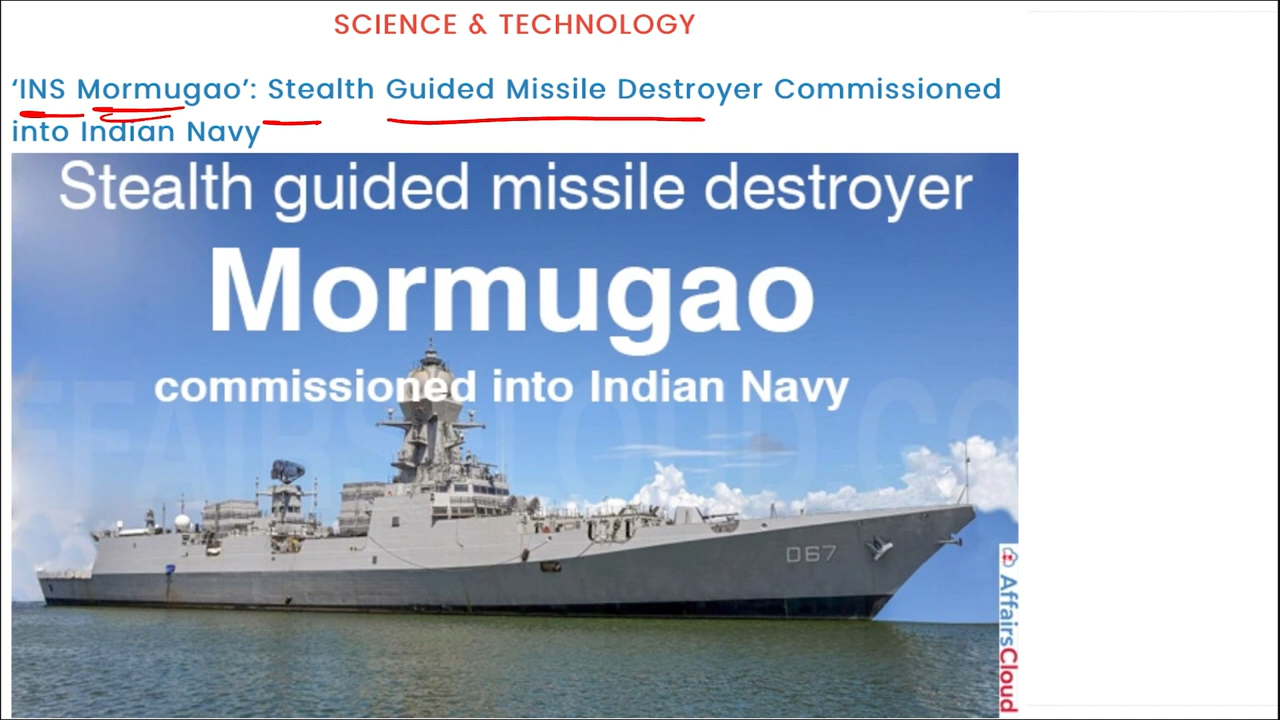 SCIENCE & TECHNOLOGY
‘INS Mormugao’: Stealth Guided Missile Destroyer Commissioned
into Indian Navy
Stealth guided missile destroyer
Mormugao
commissioned into Indian Navy
D67
AffairsCloud